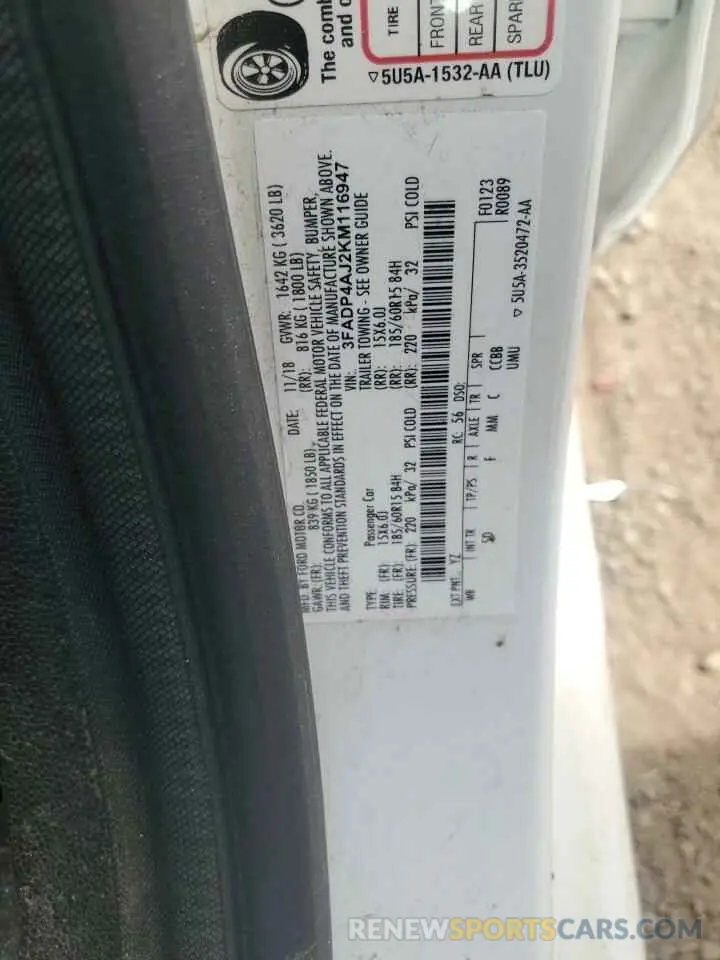 The comb
and c
TIRE
FRONT
REAR
SPAR
▽5U5A-1532-AA (TLU)
MFD. BY FORD MOTOR CO.
DATE: 11/18 GVWR: 1642 KG ( 3620 LB)
GAWR: (FR): 839 KG ( 1850 LB) (RR): 816 KG ( 1800 LB)
THIS VEHICLE CONFORMS TO ALL APPLICABLE FEDERAL MOTOR VEHICLE SAFETY, BUMPER,
AND THEFT PREVENTION STANDARDS IN EFFECT ON THE DATE OF MANUFACTURE SHOWN ABOVE.
VIN: 3FADP4AJ2KM116947
TYPE: Passenger Car TRAILER TOWING - SEE OWNER GUIDE
RIM: (FR): 15X6.0J (RR): 15X6.0J
TIRE: (FR): 185/60R15 84H (RR): 185/60R15 84H
PRESSURE: (FR): 220 kPa/ 32 PSI COLD (RR): 220 kPa/ 32 PSI COLD
EXT PNT: YZ RC: 56 DSO: F0123
WB INT TR TP/PS R AXLE TR SPR R0089
F MM C CCBB
UMU
▽ 5U5A-3520472-AA
RENEWSPORTSCARS.COM